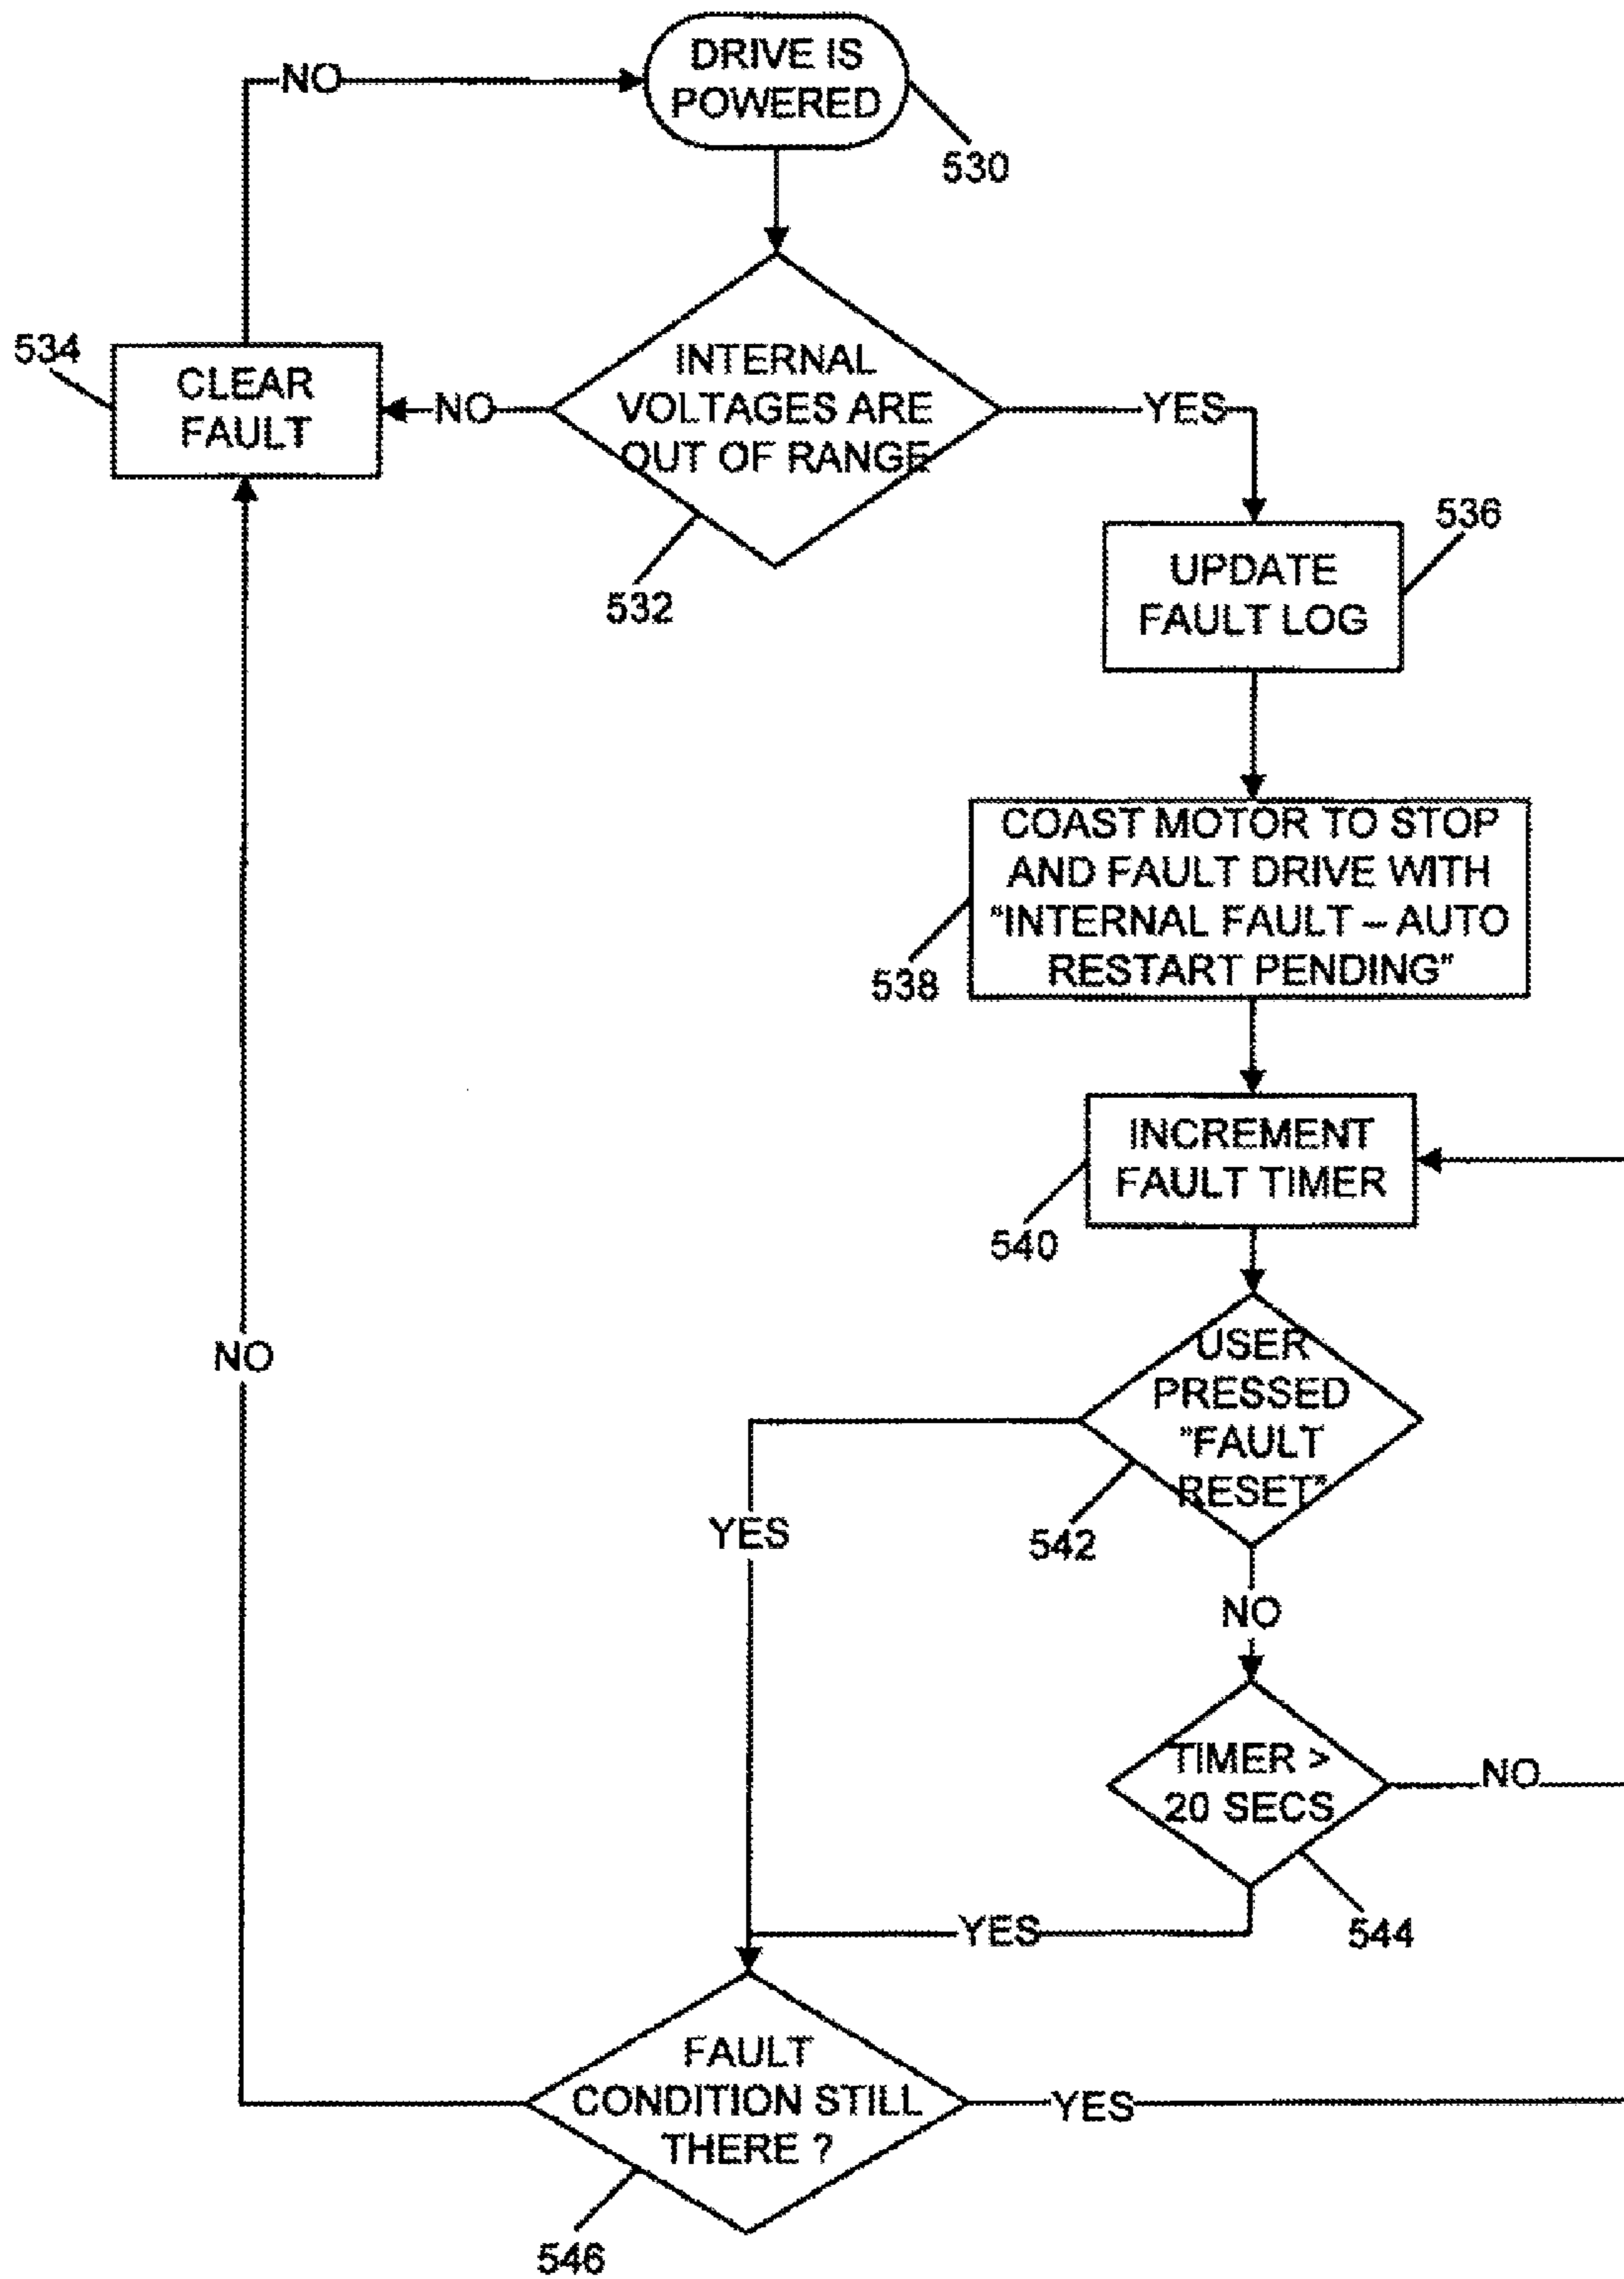 DRIVE IS
POWERED
530
NO
INTERNAL
VOLTAGES ARE
OUT OF RANGE
532
NO
CLEAR
FAULT
534
YES
UPDATE
FAULT LOG
536
COAST MOTOR TO STOP
AND FAULT DRIVE WITH
"INTERNAL FAULT – AUTO
RESTART PENDING"
538
INCREMENT
FAULT TIMER
540
USER
PRESSED
"FAULT
RESET"
542
YES
NO
TIMER >
20 SECS
544
NO
YES
FAULT
CONDITION STILL
THERE ?
546
YES
NO